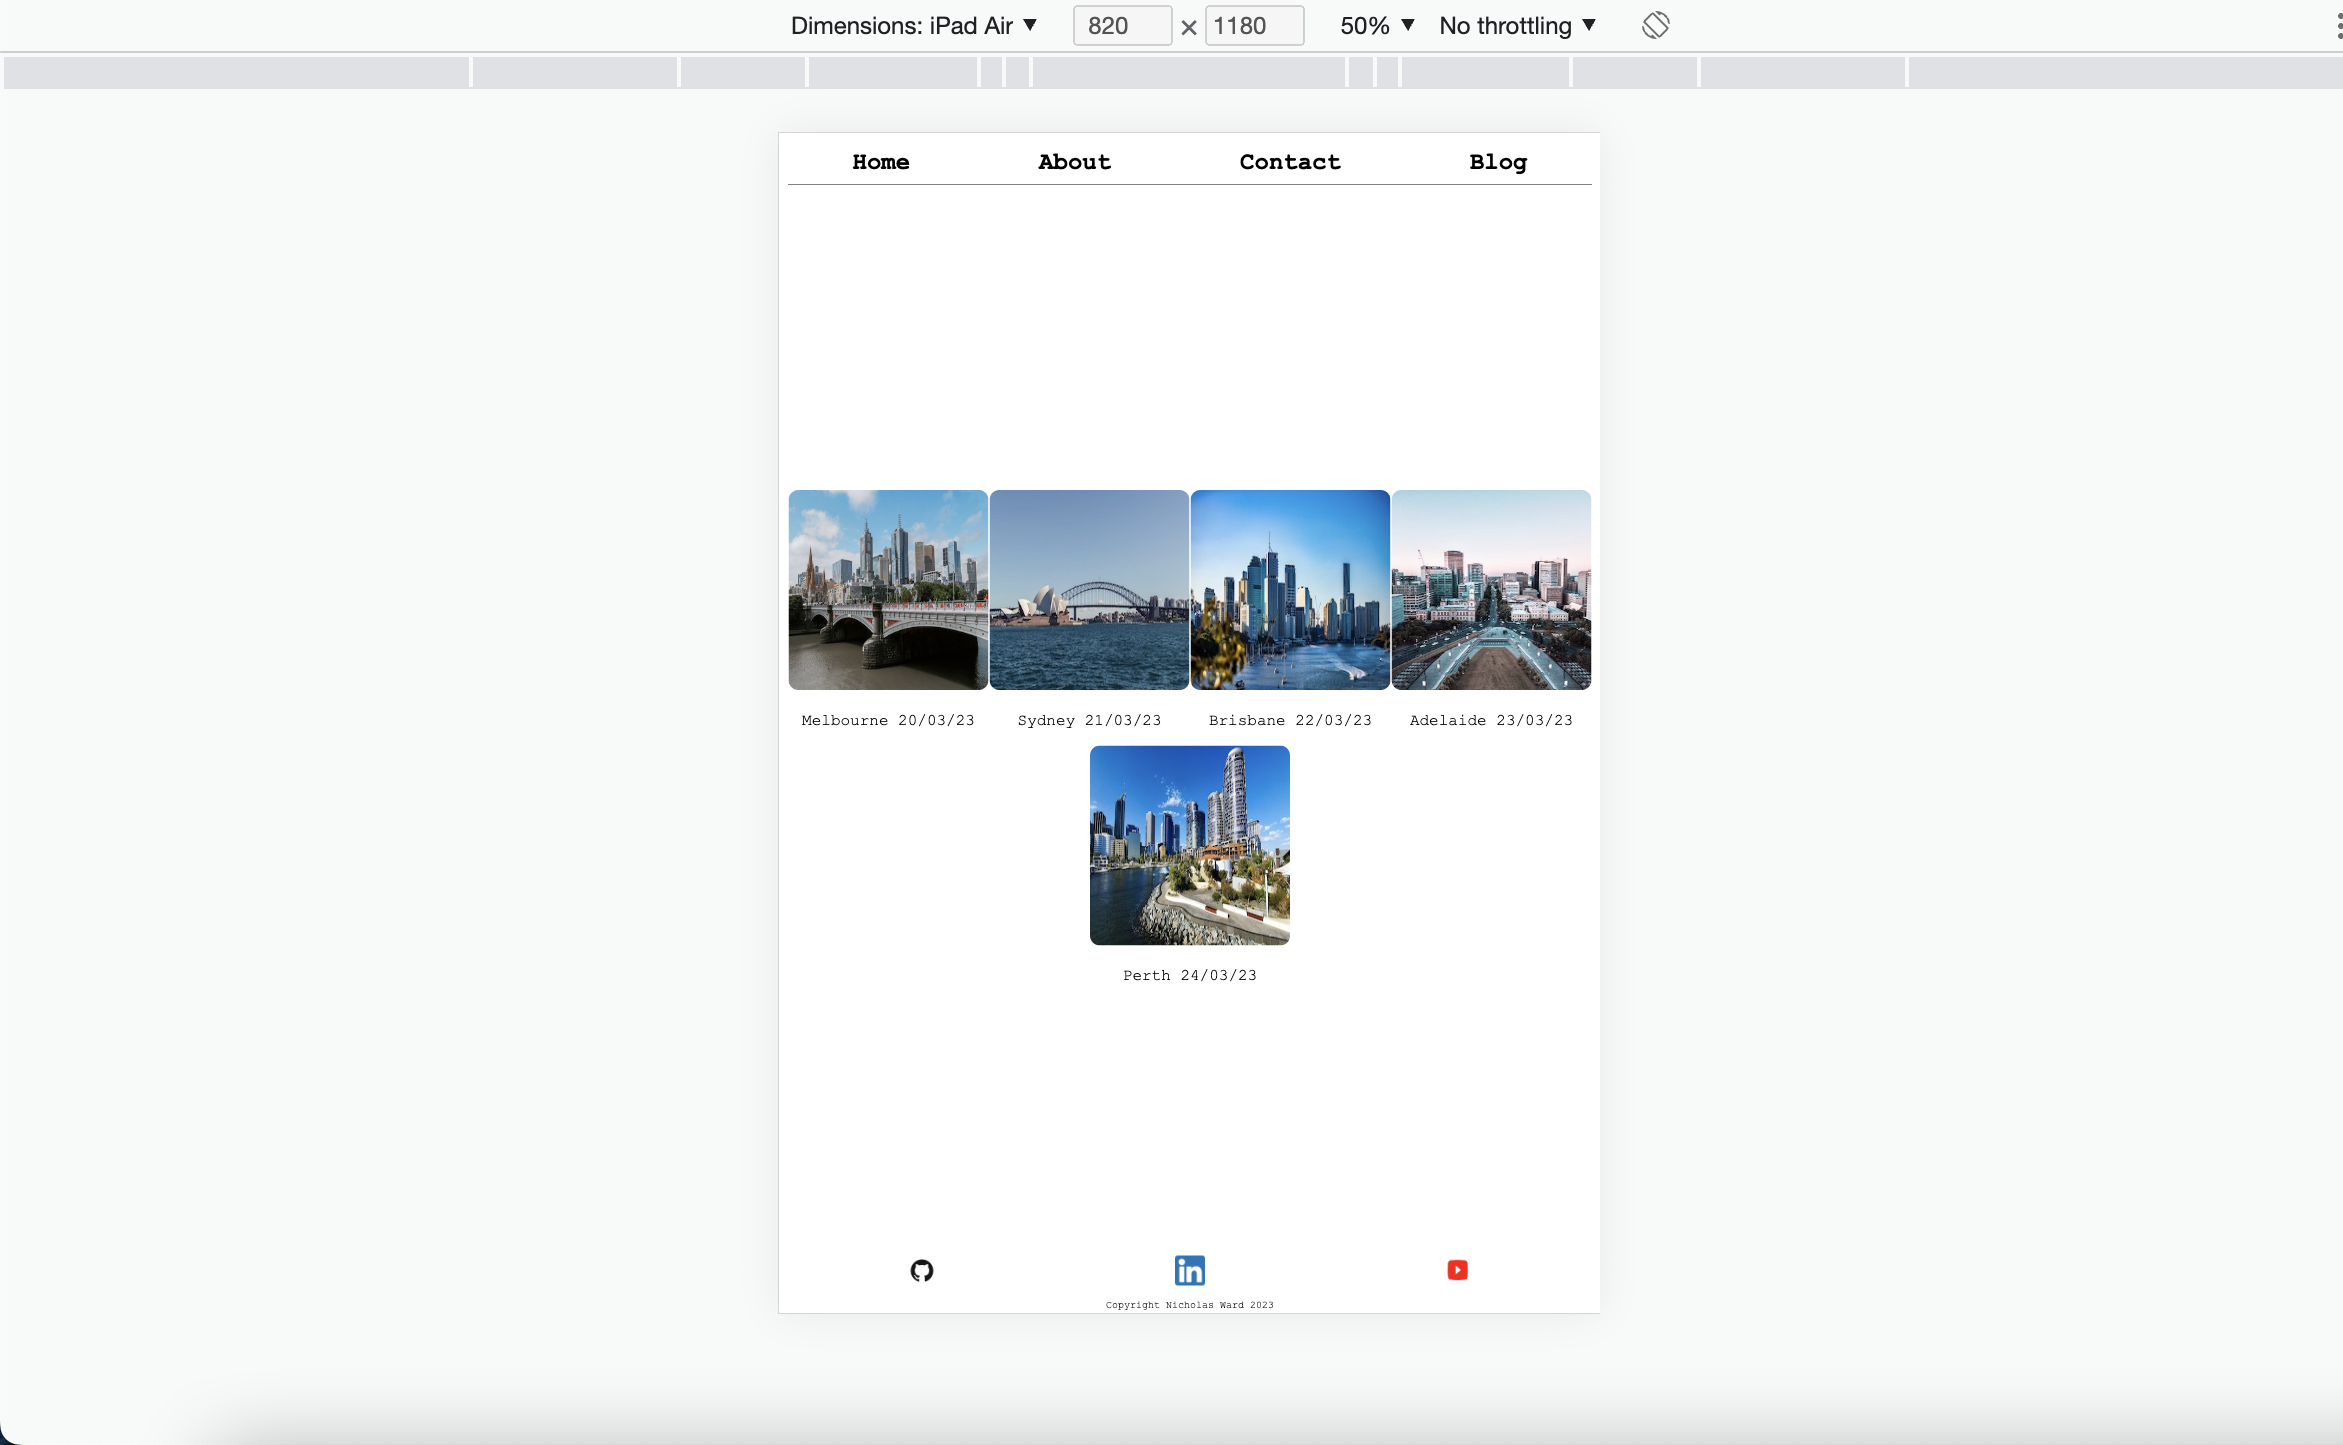 Dimensions: iPad Air ▼ 820 × 1180 50% ▼ No throttling ▼
Home About Contact Blog
Melbourne 20/03/23 Sydney 21/03/23 Brisbane 22/03/23 Adelaide 23/03/23
Perth 24/03/23
in
Copyright Nicholas Ward 2023